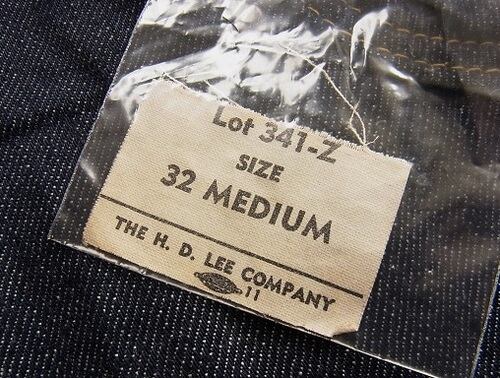 Lot 341-Z
SIZE
32 MEDIUM
THE H. D. LEE COMPANY
11